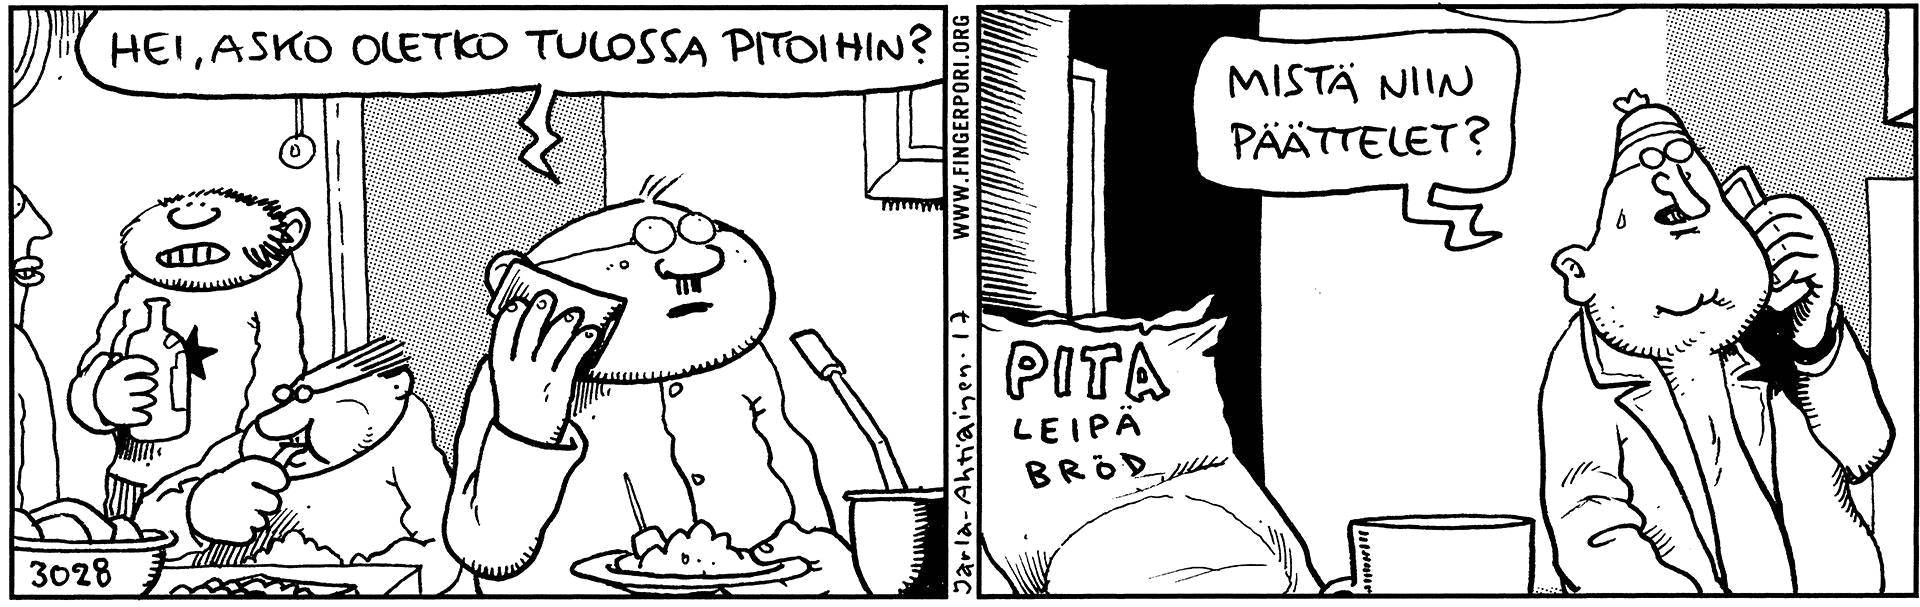 HEI, ASKO OLETKO TULOSSA PITOIHIN?
3028
WWW.FINGERPORI.ORG
Jarla-Ahtiainen. 17
MISTÄ NIIN
PÄÄTTELET?
PITA
LEIPÄ
BRÖD